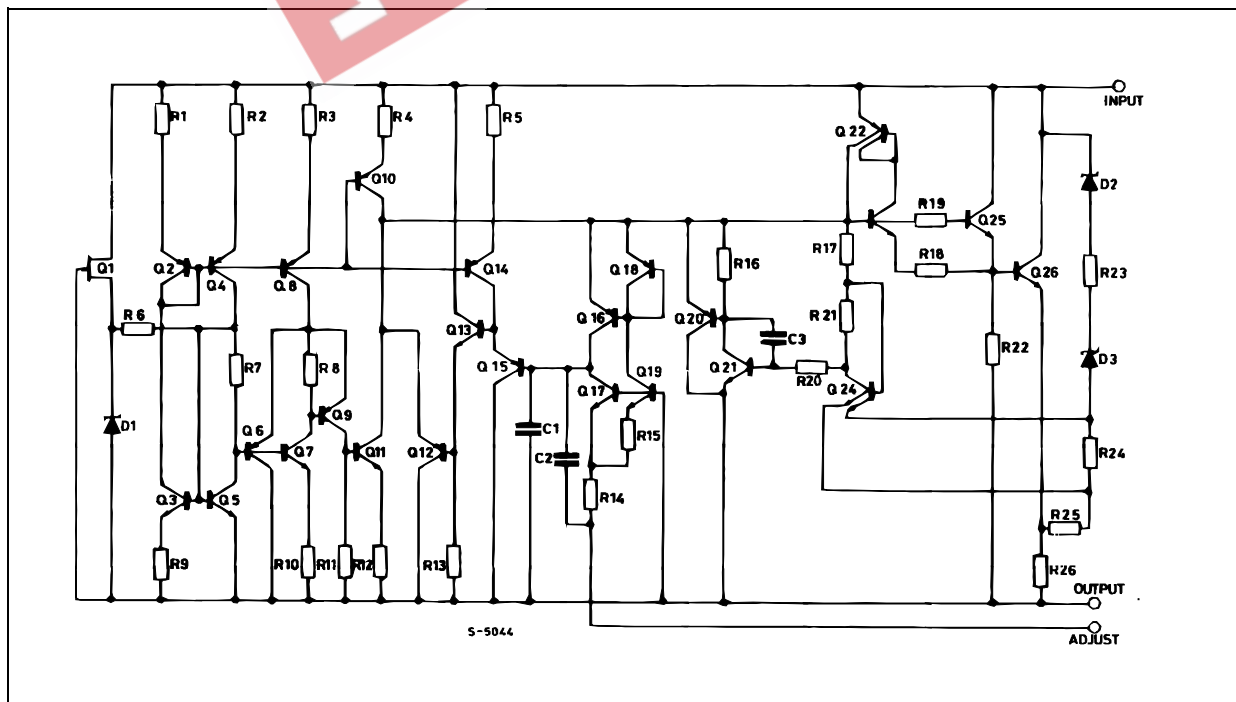 INPUT
R1
R2
R3
R4
R5
Q22
Q10
D2
R19
Q25
Q1
Q2
Q4
Q8
Q14
Q18
R16
R17
R18
Q26
R23
R6
Q13
Q16
Q20
C3
R21
R22
D3
R7
R8
Q15
Q17
Q19
Q21
R20
Q24
D1
Q6
Q9
Q7
Q11
Q12
C1
C2
R15
R24
Q3
Q5
R14
R25
R9
R10
R11
R12
R13
R26
OUTPUT
S-5044
ADJUST